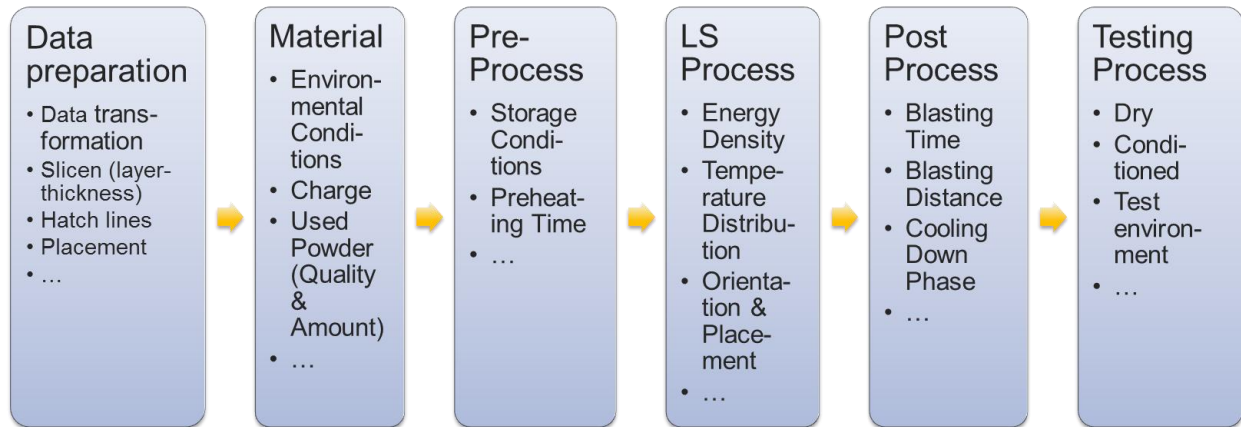 Data
preparation
• Data trans-
formation
• Slicen (layer-
thickness)
• Hatch lines
• Placement
• …
Material
• Environ-
mental
Condi-
tions
• Charge
• Used
Powder
(Quality
&
Amount)
• …
Pre-
Process
• Storage
Condi-
tions
• Preheat-
ing Time
• …
LS
Process
• Energy
Density
• Tempe-
rature
Distribu-
tion
• Orienta-
tion &
Place-
ment
• …
Post
Process
• Blasting
Time
• Blasting
Distance
• Cooling
Down
Phase
• …
Testing
Process
• Dry
• Condi-
tioned
• Test
environ-
ment
• …